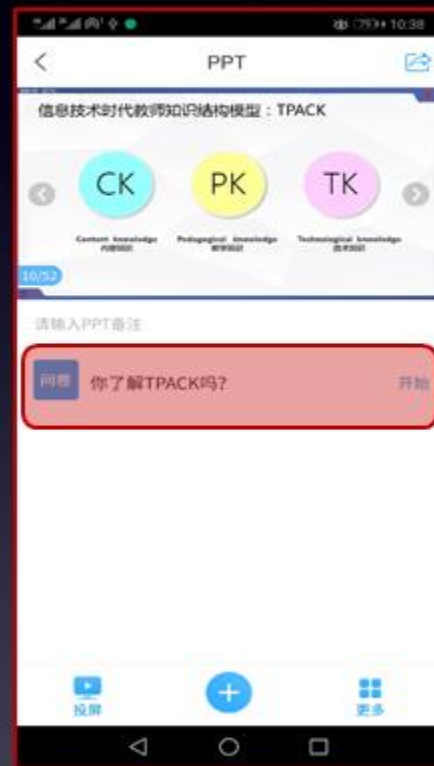 10:38
PPT
信息技术时代教师知识结构模型：TPACK
CK
PK
TK
Content knowledge
内容知识
Pedagogical knowledge
教学知识
Technological knowledge
技术知识
10/52
请输入PPT备注
问卷
你了解TPACK吗?
开始
投屏
更多